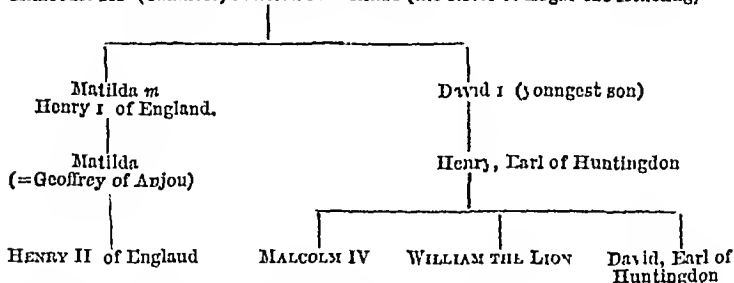 Matilda m
Henry I of England.
David I (youngest son)
Matilda
(=Geoffrey of Anjou)
Henry, Earl of Huntingdon
HENRY II of England
MALCOLM IV
WILLIAM THE LION
David, Earl of
Huntingdon